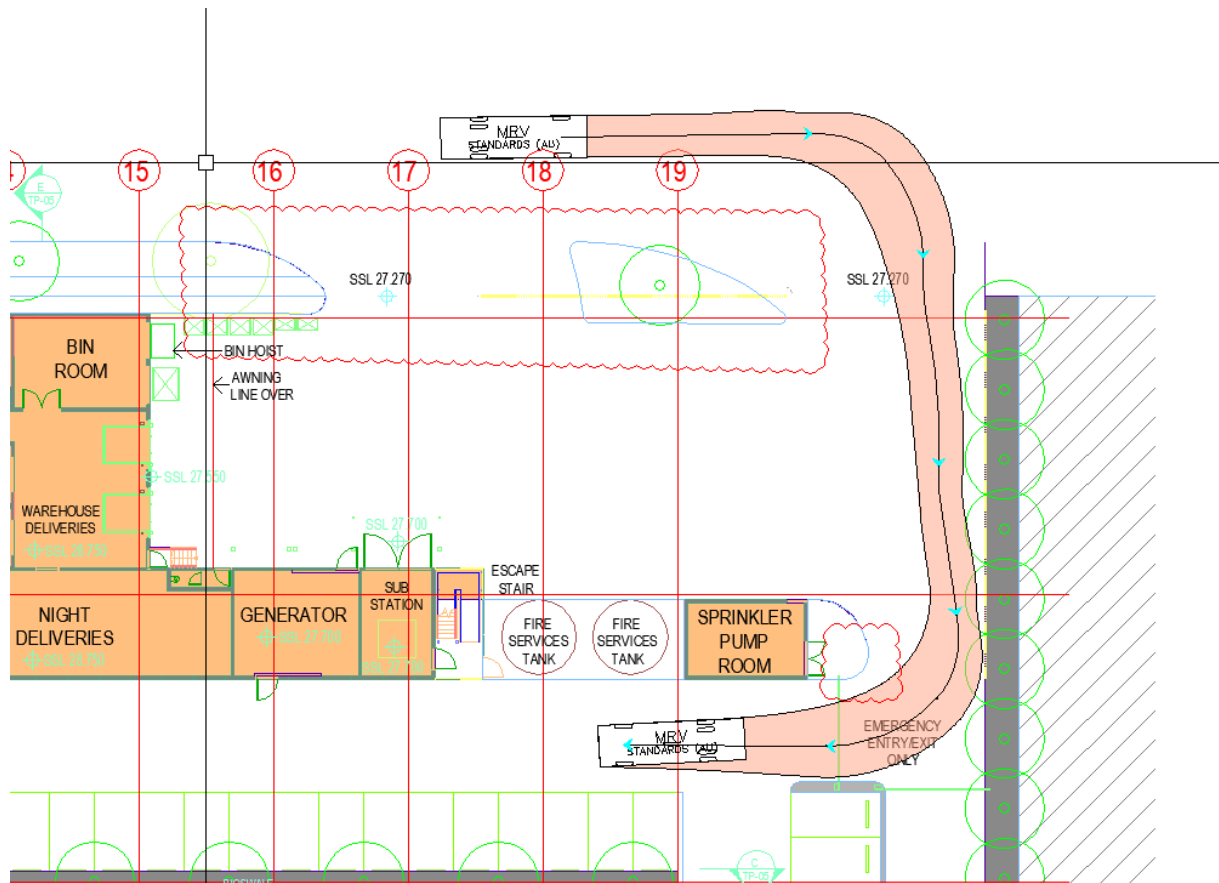 MRV
STANDARDS (AU)
15
16
17
18
19
E
TP-05
SSL 27.270
SSL 27.270
BIN
ROOM
BIN HOIST
AWNING
LINE OVER
SSL 27.550
WAREHOUSE
DELIVERIES
SSL 27.700
ESCAPE
STAIR
SUB
STATION
NIGHT
DELIVERIES
GENERATOR
SSL 27.700
FIRE
SERVICES
TANK
FIRE
SERVICES
TANK
SPRINKLER
PUMP
ROOM
MRV
STANDARDS (AU)
EMERGENCY
ENTRY/EXIT
ONLY
C
TP-05